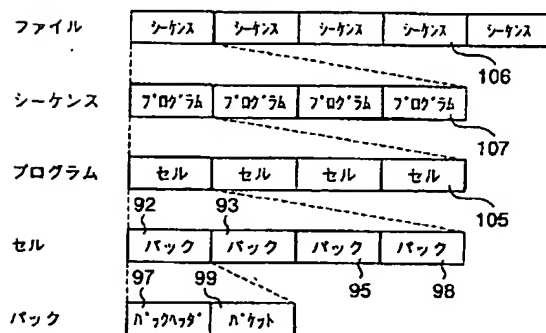 ファイル シーケンス シーケンス シーケンス シーケンス シーケンス
106
シーケンス プログラム プログラム プログラム プログラム
107
プログラム セル セル セル セル
105
92 93
セル パック パック パック パック
97 99 95 98
パック パックヘッダ パケット